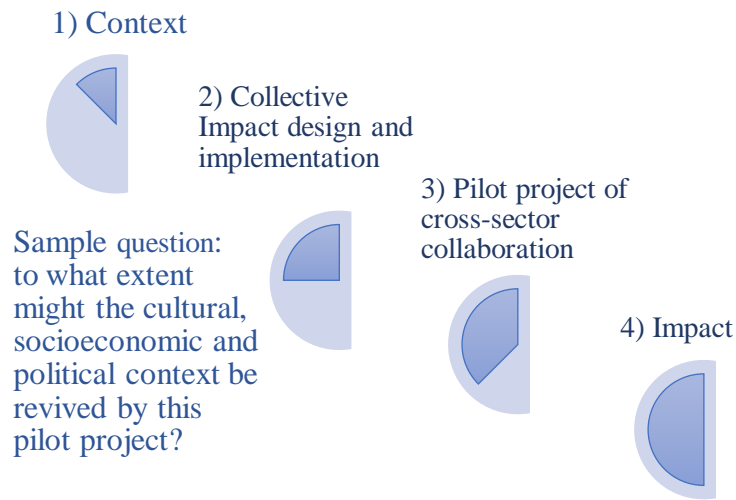 1) Context
2) Collective
Impact design and
implementation
3) Pilot project of
cross-sector
collaboration
Sample question:
to what extent
might the cultural,
socioeconomic and
political context be
revived by this
pilot project?
4) Impact